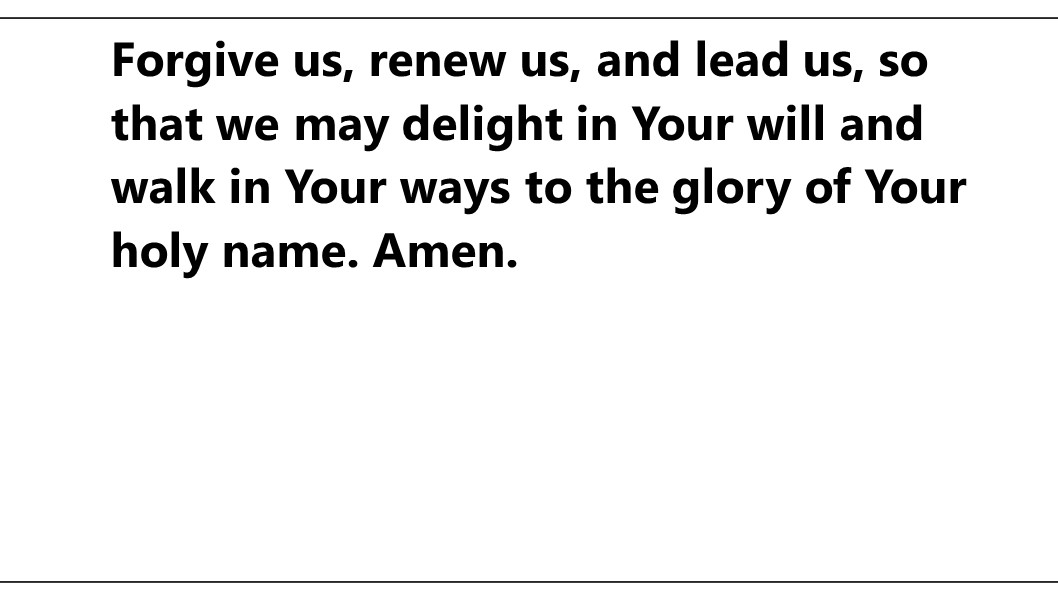 Forgive us, renew us, and lead us, so
that we may delight in Your will and
walk in Your ways to the glory of Your
holy name. Amen.